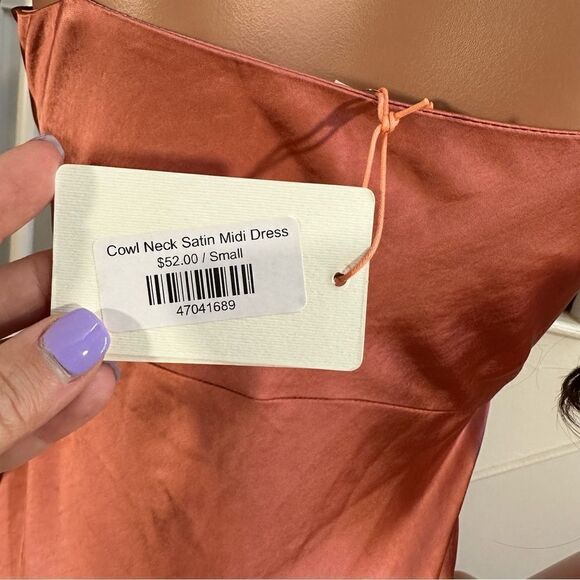 Cowl Neck Satin Midi Dress
$52.00 / Small
47041689